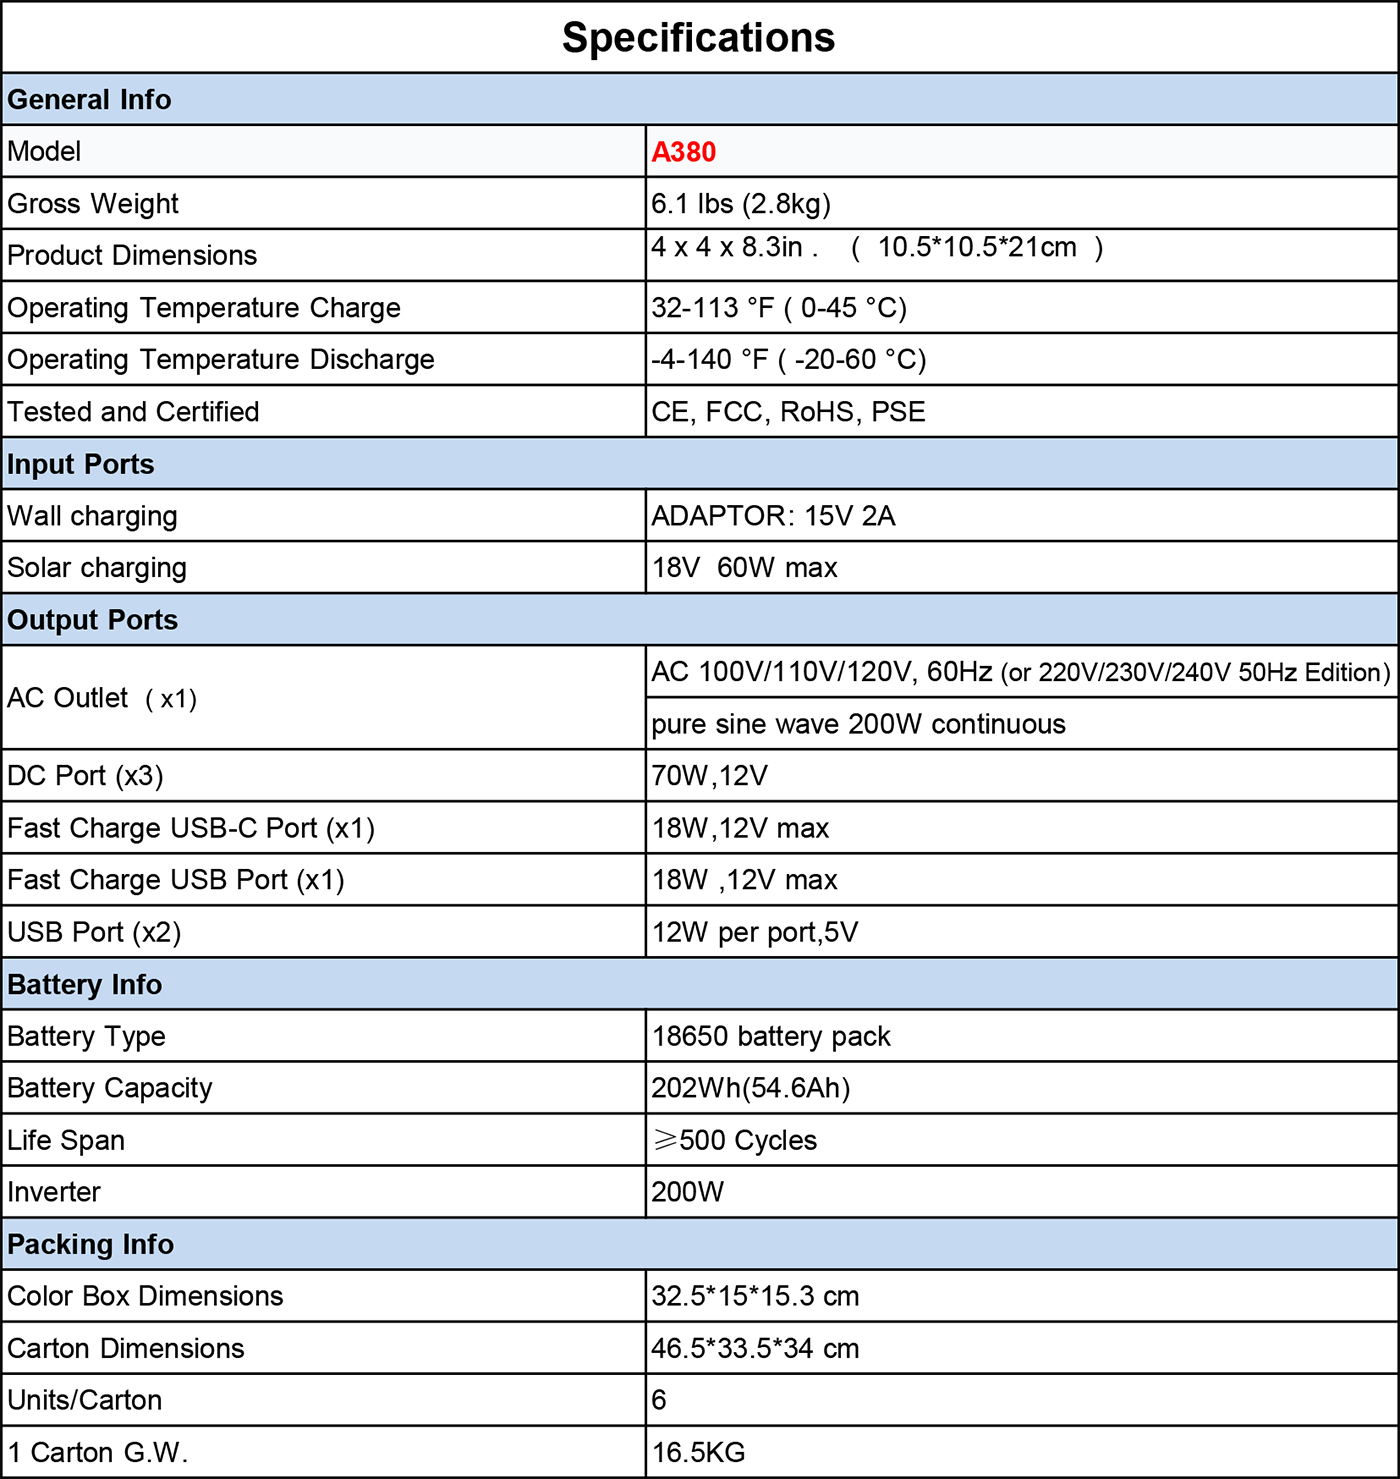 Specifications
General Info
Model A380
Gross Weight 6.1 lbs (2.8kg)
Product Dimensions 4 x 4 x 8.3in . ( 10.5*10.5*21cm )
Operating Temperature Charge 32-113 °F ( 0-45 °C)
Operating Temperature Discharge -4-140 °F ( -20-60 °C)
Tested and Certified CE, FCC, RoHS, PSE
Input Ports
Wall charging ADAPTOR: 15V 2A
Solar charging 18V 60W max
Output Ports
AC Outlet ( x1) AC 100V/110V/120V, 60Hz (or 220V/230V/240V 50Hz Edition)
pure sine wave 200W continuous
DC Port (x3) 70W,12V
Fast Charge USB-C Port (x1) 18W,12V max
Fast Charge USB Port (x1) 18W ,12V max
USB Port (x2) 12W per port,5V
Battery Info
Battery Type 18650 battery pack
Battery Capacity 202Wh(54.6Ah)
Life Span ⩾500 Cycles
Inverter 200W
Packing Info
Color Box Dimensions 32.5*15*15.3 cm
Carton Dimensions 46.5*33.5*34 cm
Units/Carton 6
1 Carton G.W. 16.5KG